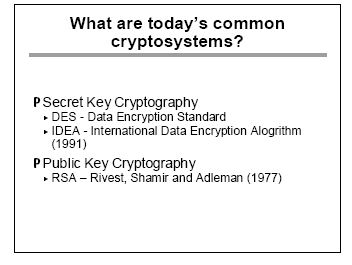 What are today's common
cryptosystems?
P Secret Key Cryptography
▸ DES - Data Encryption Standard
▸ IDEA - International Data Encryption Alogrithm
(1991)
P Public Key Cryptography
▸ RSA – Rivest, Shamir and Adleman (1977)